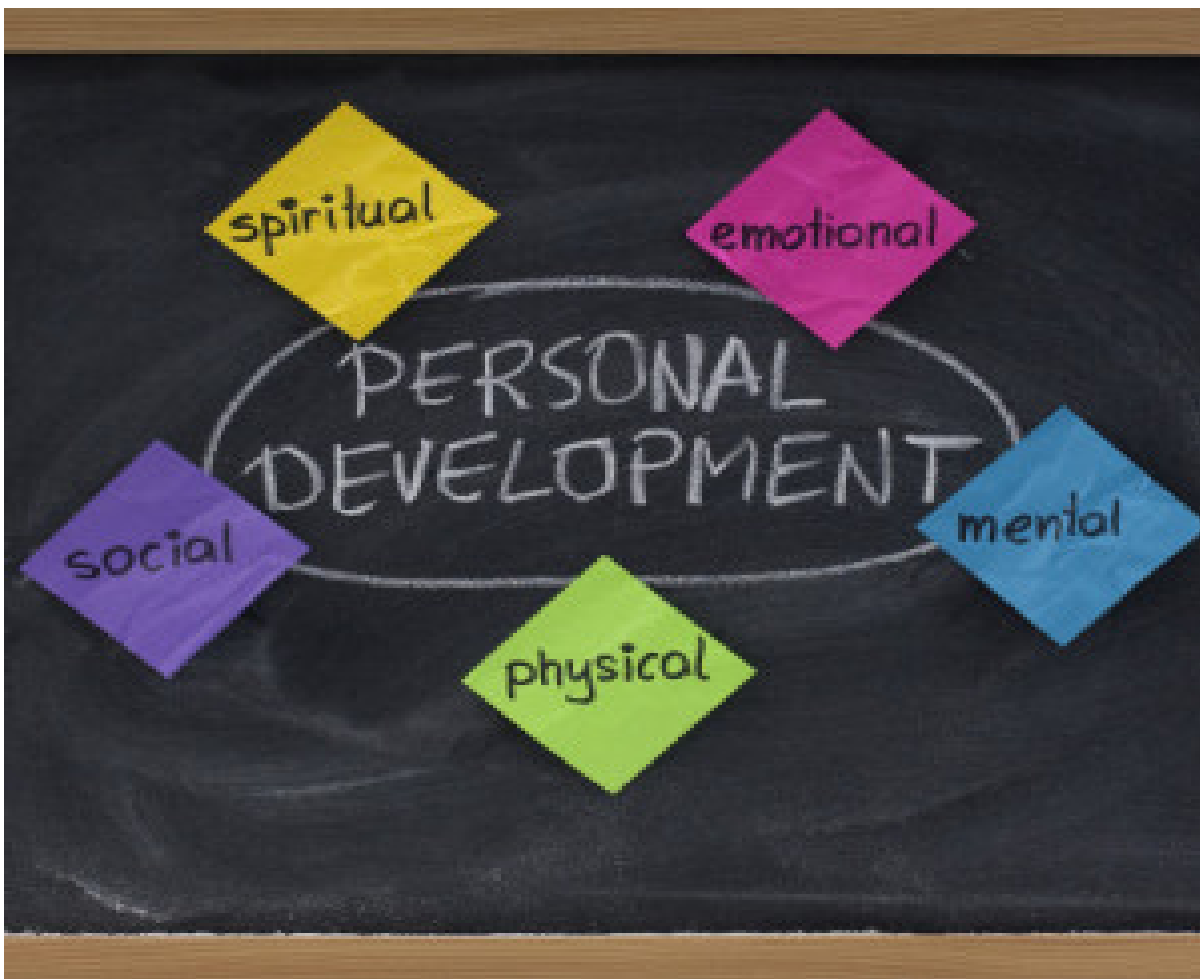 spiritual
emotional
PERSONAL
DEVELOPMENT
social
mental
physical